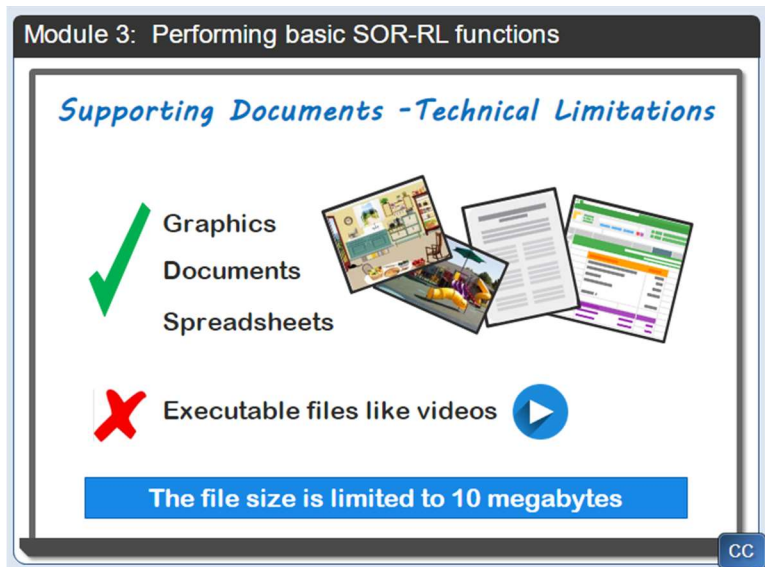 Module 3: Performing basic SOR-RL functions
Supporting Documents -Technical Limitations
Graphics
Documents
Spreadsheets
Executable files like videos
The file size is limited to 10 megabytes
CC